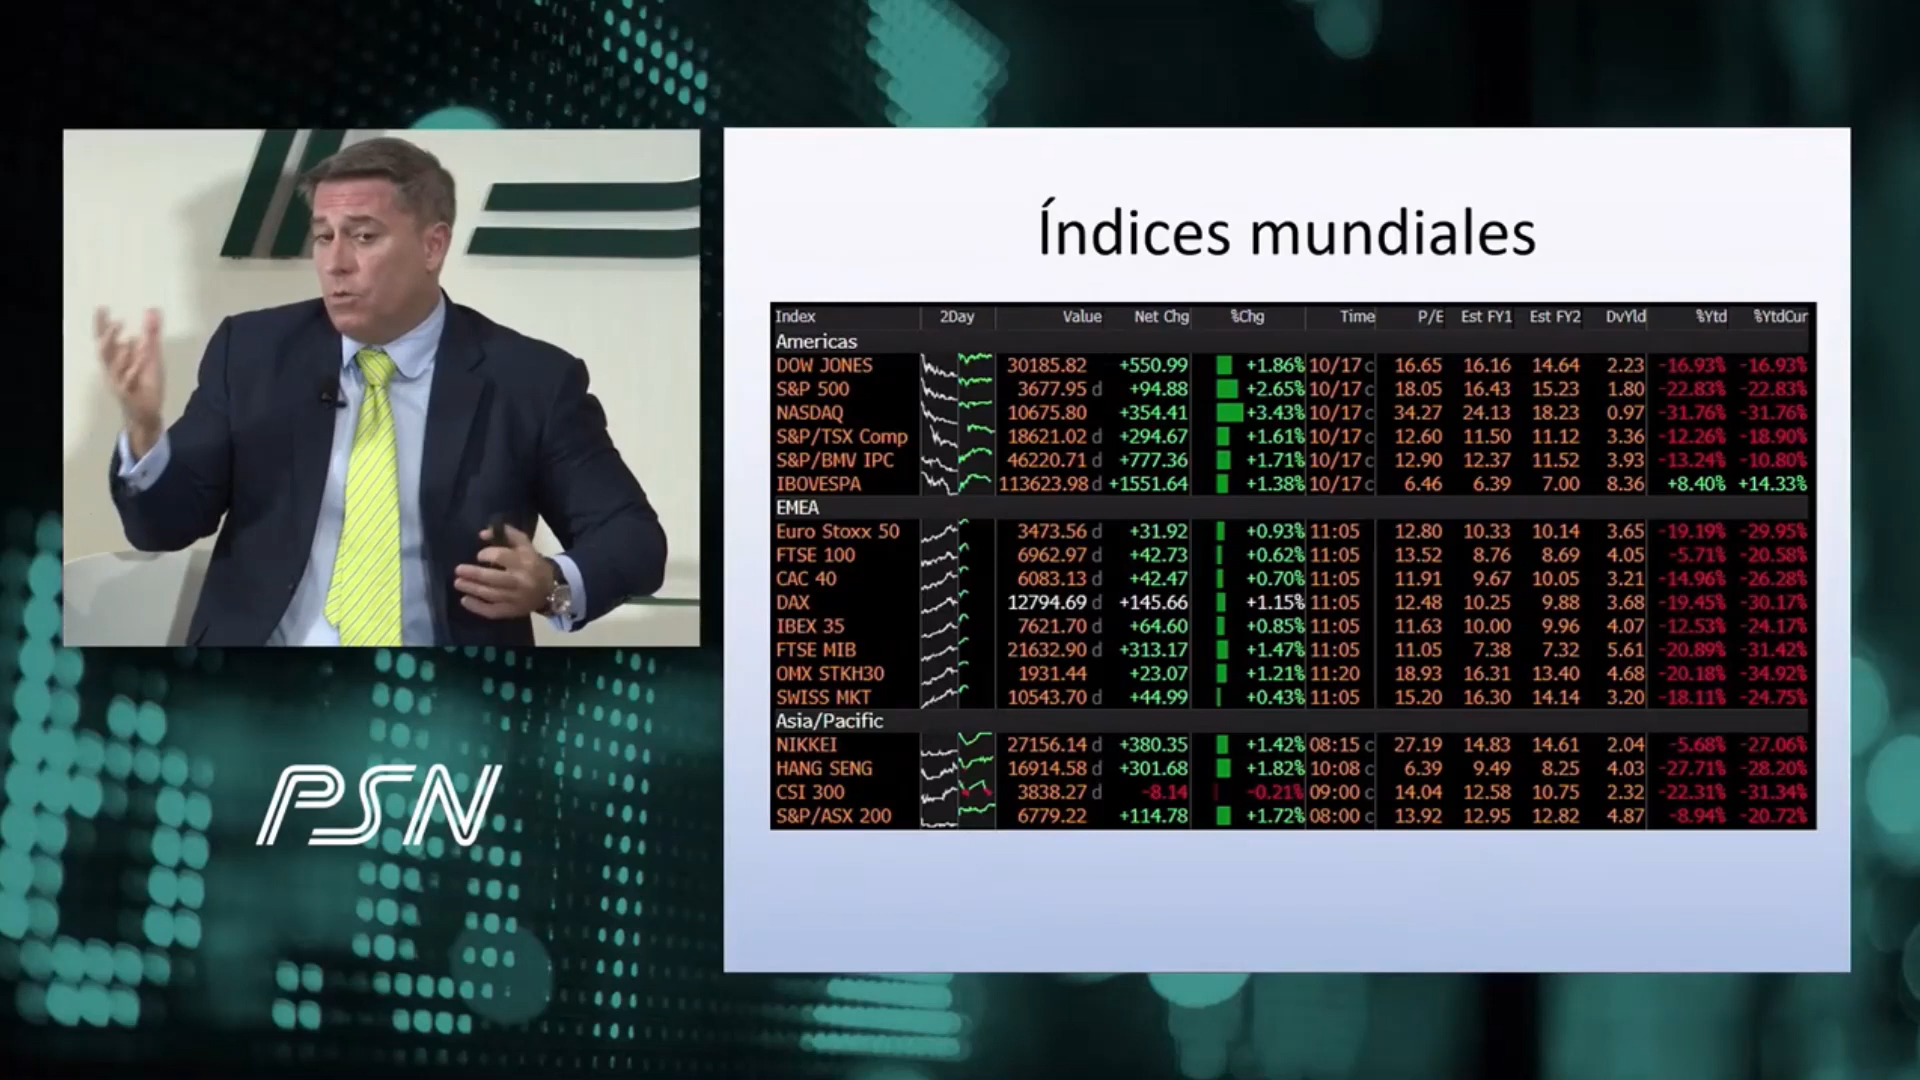 Índices mundiales
Index 2Day Value Net Chg %Chg Time P/E Est FY1 Est FY2 DvYld %Ytd %YtdCur
Americas
DOW JONES 30185.82 +550.99 +1.86% 10/17 c 16.65 16.16 14.64 2.23 -16.93% -16.93%
S&P 500 3677.95 d +94.88 +2.65% 10/17 c 18.05 16.43 15.23 1.80 -22.83% -22.83%
NASDAQ 10675.80 +354.41 +3.43% 10/17 c 34.27 24.13 18.23 0.97 -31.76% -31.76%
S&P/TSX Comp 18621.02 d +294.67 +1.61% 10/17 c 12.60 11.50 11.12 3.36 -12.26% -18.90%
S&P/BMV IPC 46220.71 d +777.36 +1.71% 10/17 c 12.90 12.37 11.52 3.93 -13.24% -10.80%
IBOVESPA 113623.98 d +1551.64 +1.38% 10/17 c 6.46 6.39 7.00 8.36 +8.40% +14.33%
EMEA
Euro Stoxx 50 3473.56 d +31.92 +0.93% 11:05 12.80 10.33 10.14 3.65 -19.19% -29.95%
FTSE 100 6962.97 d +42.73 +0.62% 11:05 13.52 8.76 8.69 4.05 -5.71% -20.58%
CAC 40 6083.13 d +42.47 +0.70% 11:05 11.91 9.67 10.05 3.21 -14.96% -26.28%
DAX 12794.69 d +145.66 +1.15% 11:05 12.48 10.25 9.88 3.68 -19.45% -30.17%
IBEX 35 7621.70 d +64.60 +0.85% 11:05 11.63 10.00 9.96 4.07 -12.53% -24.17%
FTSE MIB 21632.90 d +313.17 +1.47% 11:05 11.05 7.38 7.32 5.61 -20.89% -31.42%
OMX STKH30 1931.44 +23.07 +1.21% 11:20 18.93 16.31 13.40 4.68 -20.18% -34.92%
SWISS MKT 10543.70 d +44.99 +0.43% 11:05 15.20 16.30 14.14 3.20 -18.11% -24.75%
Asia/Pacific
NIKKEI 27156.14 d +380.35 +1.42% 08:15 c 27.19 14.83 14.61 2.04 -5.68% -27.06%
HANG SENG 16914.58 d +301.68 +1.82% 10:08 c 6.39 9.49 8.25 4.03 -27.71% -28.20%
CSI 300 3838.27 d -8.14 -0.21% 09:00 c 14.04 12.58 10.75 2.32 -22.31% -31.34%
S&P/ASX 200 6779.22 +114.78 +1.72% 08:00 c 13.92 12.95 12.82 4.87 -8.94% -20.72%
PSN